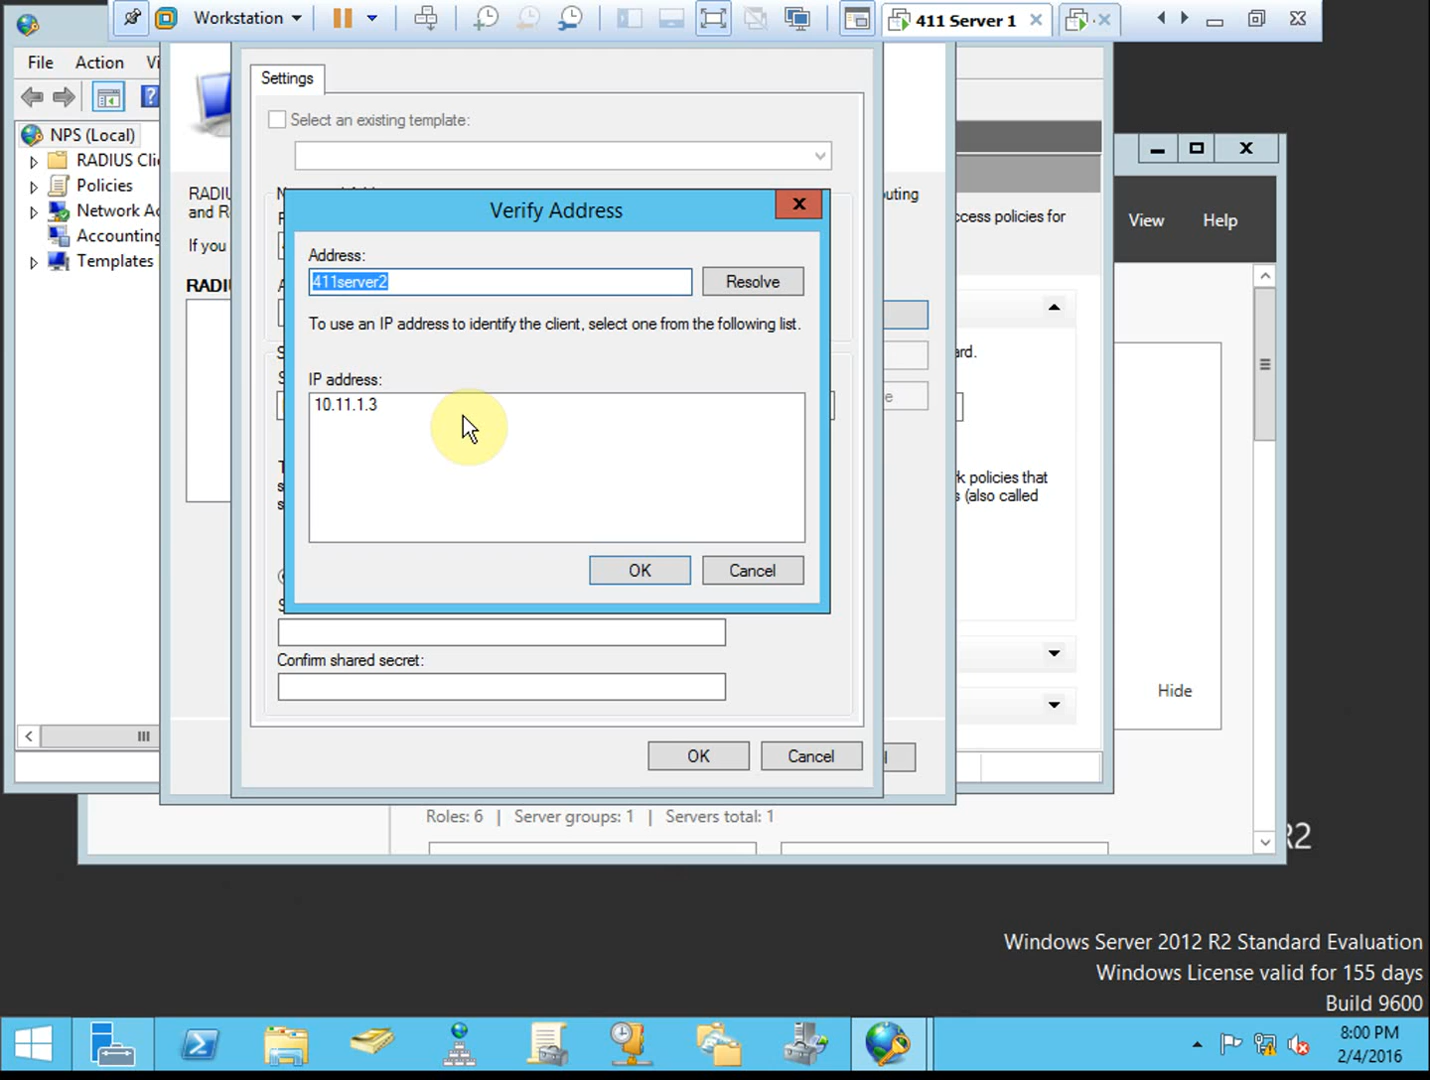 Workstation
411 Server 1
File Action Vi
Settings
Select an existing template:
NPS (Local)
RADIUS Cli
Policies
Network Ac
Accounting
Templates
RADIU
and R
If you
RADI
uting
ccess policies for
View Help
Verify Address
Address:
411server2
Resolve
To use an IP address to identify the client, select one from the following list.
IP address:
10.11.1.3
OK Cancel
ard.
e
k policies that
s (also called
Confirm shared secret:
Hide
OK Cancel
Roles: 6 | Server groups: 1 | Servers total: 1
R2
Windows Server 2012 R2 Standard Evaluation
Windows License valid for 155 days
Build 9600
8:00 PM
2/4/2016